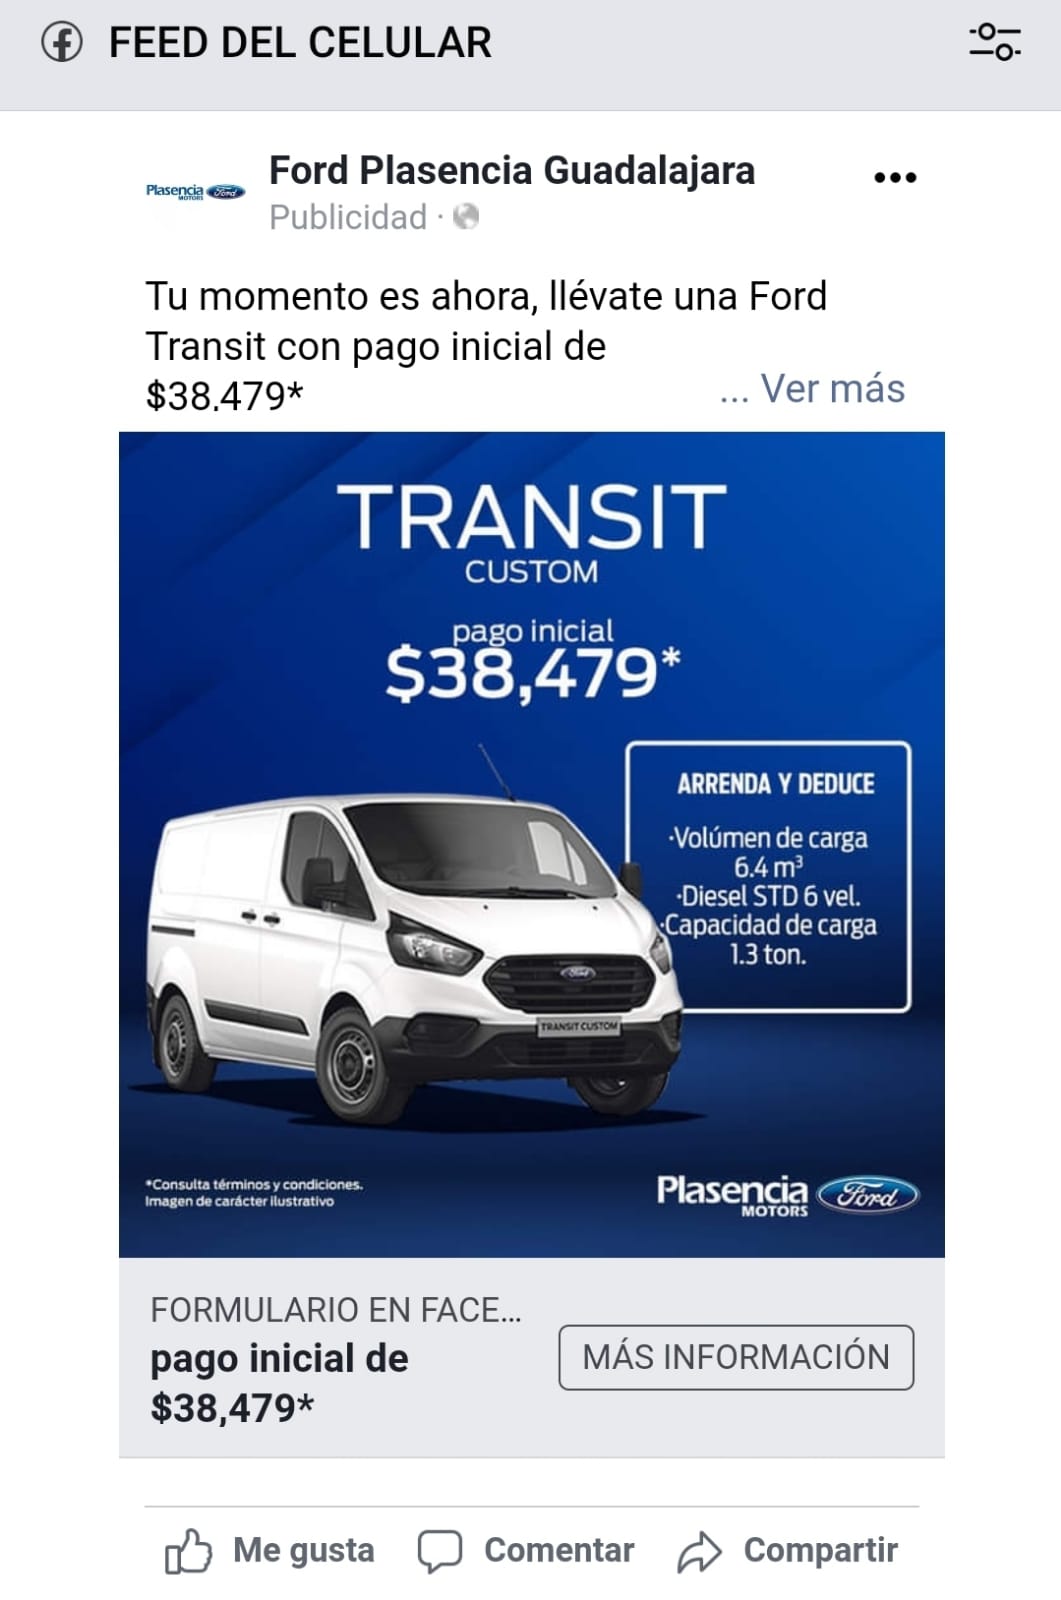 FEED DEL CELULAR
Plasencia Ford
MOTORS
Ford Plasencia Guadalajara
Publicidad ·
Tu momento es ahora, llévate una Ford
Transit con pago inicial de
$38,479*
... Ver más
TRANSIT
CUSTOM
pago inicial
$38,479*
ARRENDA Y DEDUCE
·Volúmen de carga
6.4 m³
·Diesel STD 6 vel.
·Capacidad de carga
1.3 ton.
Ford
TRANSIT CUSTOM
*Consulta términos y condiciones.
Imagen de carácter ilustrativo
Plasencia Ford
MOTORS
FORMULARIO EN FACE...
pago inicial de
$38,479*
MÁS INFORMACIÓN
Me gusta Comentar Compartir